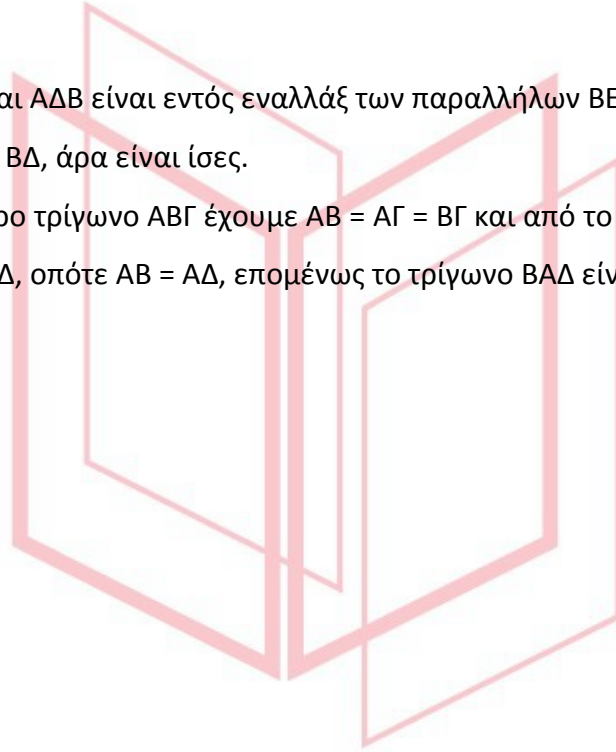 αι ΑΔΒ είναι εντός εναλλάξ των παραλλήλων ΒΕ
ΒΔ, άρα είναι ίσες.
ρο τρίγωνο ΑΒΓ έχουμε ΑΒ = ΑΓ = ΒΓ και από το
Δ, οπότε ΑΒ = ΑΔ, επομένως το τρίγωνο ΒΑΔ είν